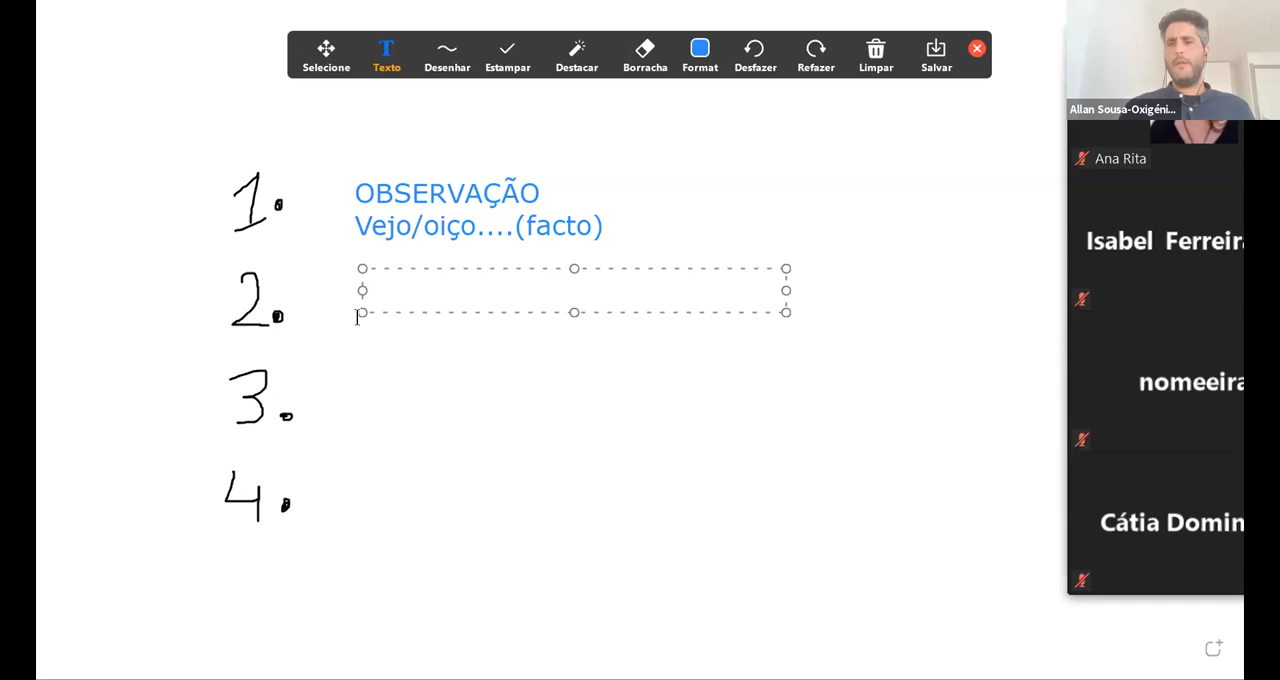 Selecione Texto Desenhar Estampar Destacar Borracha Format Desfazer Refazer Limpar Salvar
Allan Sousa-Oxigéni...
Ana Rita
1. OBSERVAÇÃO
Vejo/oiço....(facto)
Isabel Ferreira
2.
nomeeira
3.
4.
Cátia Domin